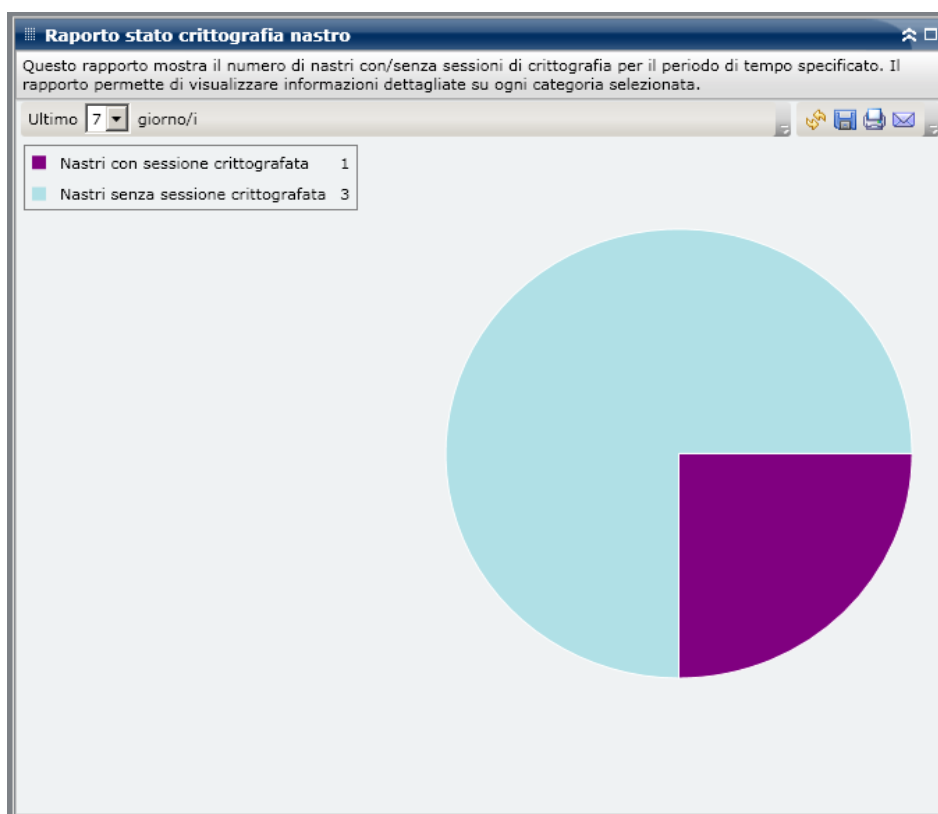 Raporto stato crittografia nastro
Questo rapporto mostra il numero di nastri con/senza sessioni di crittografia per il periodo di tempo specificato. Il
rapporto permette di visualizzare informazioni dettagliate su ogni categoria selezionata.
Ultimo 7 giorno/i
Nastri con sessione crittografata 1
Nastri senza sessione crittografata 3